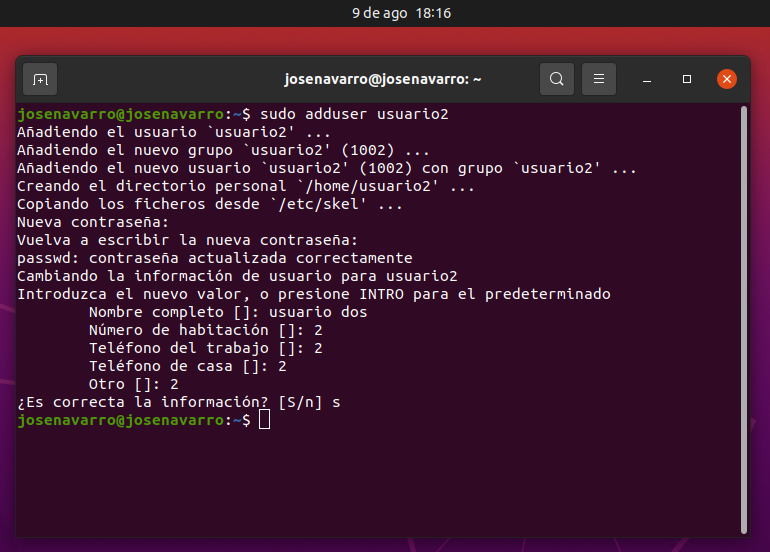 9 de ago  18:16
josenavarro@josenavarro: ~
josenavarro@josenavarro:~$ sudo adduser usuario2
Añadiendo el usuario `usuario2' ...
Añadiendo el nuevo grupo `usuario2' (1002) ...
Añadiendo el nuevo usuario `usuario2' (1002) con grupo `usuario2' ...
Creando el directorio personal `/home/usuario2' ...
Copiando los ficheros desde `/etc/skel' ...
Nueva contraseña:
Vuelva a escribir la nueva contraseña:
passwd: contraseña actualizada correctamente
Cambiando la información de usuario para usuario2
Introduzca el nuevo valor, o presione INTRO para el predeterminado
        Nombre completo []: usuario dos
        Número de habitación []: 2
        Teléfono del trabajo []: 2
        Teléfono de casa []: 2
        Otro []: 2
¿Es correcta la información? [S/n] s
josenavarro@josenavarro:~$